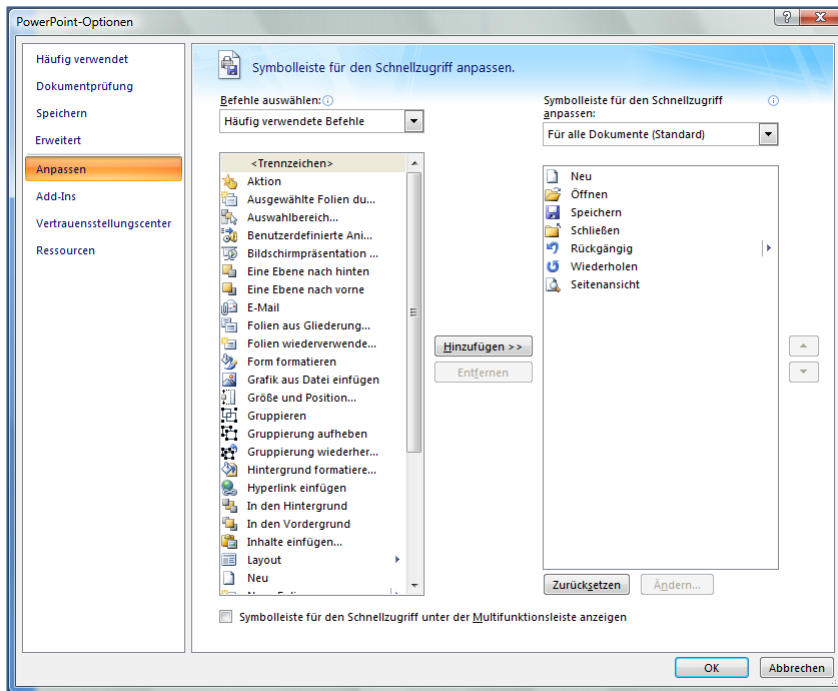 PowerPoint-Optionen
Häufig verwendet
Dokumentprüfung
Speichern
Erweitert
Anpassen
Add-Ins
Vertrauensstellungscenter
Ressourcen
Symbolleiste für den Schnellzugriff anpassen.
Befehle auswählen:
Häufig verwendete Befehle
<Trennzeichen>
Aktion
Ausgewählte Folien du...
Auswahlbereich...
Benutzerdefinierte Ani...
Bildschirmpräsentation ...
Eine Ebene nach hinten
Eine Ebene nach vorne
E-Mail
Folien aus Gliederung...
Folien wiederverwende...
Form formatieren
Grafik aus Datei einfügen
Größe und Position...
Gruppieren
Gruppierung aufheben
Gruppierung wiederher...
Hintergrund formatiere...
Hyperlink einfügen
In den Hintergrund
In den Vordergrund
Inhalte einfügen...
Layout
Neu
Hinzufügen >>
Entfernen
Symbolleiste für den Schnellzugriff
anpassen:
Für alle Dokumente (Standard)
Neu
Öffnen
Speichern
Schließen
Rückgängig
Wiederholen
Seitenansicht
Zurücksetzen
Ändern...
Symbolleiste für den Schnellzugriff unter der Multifunktionsleiste anzeigen
OK
Abbrechen